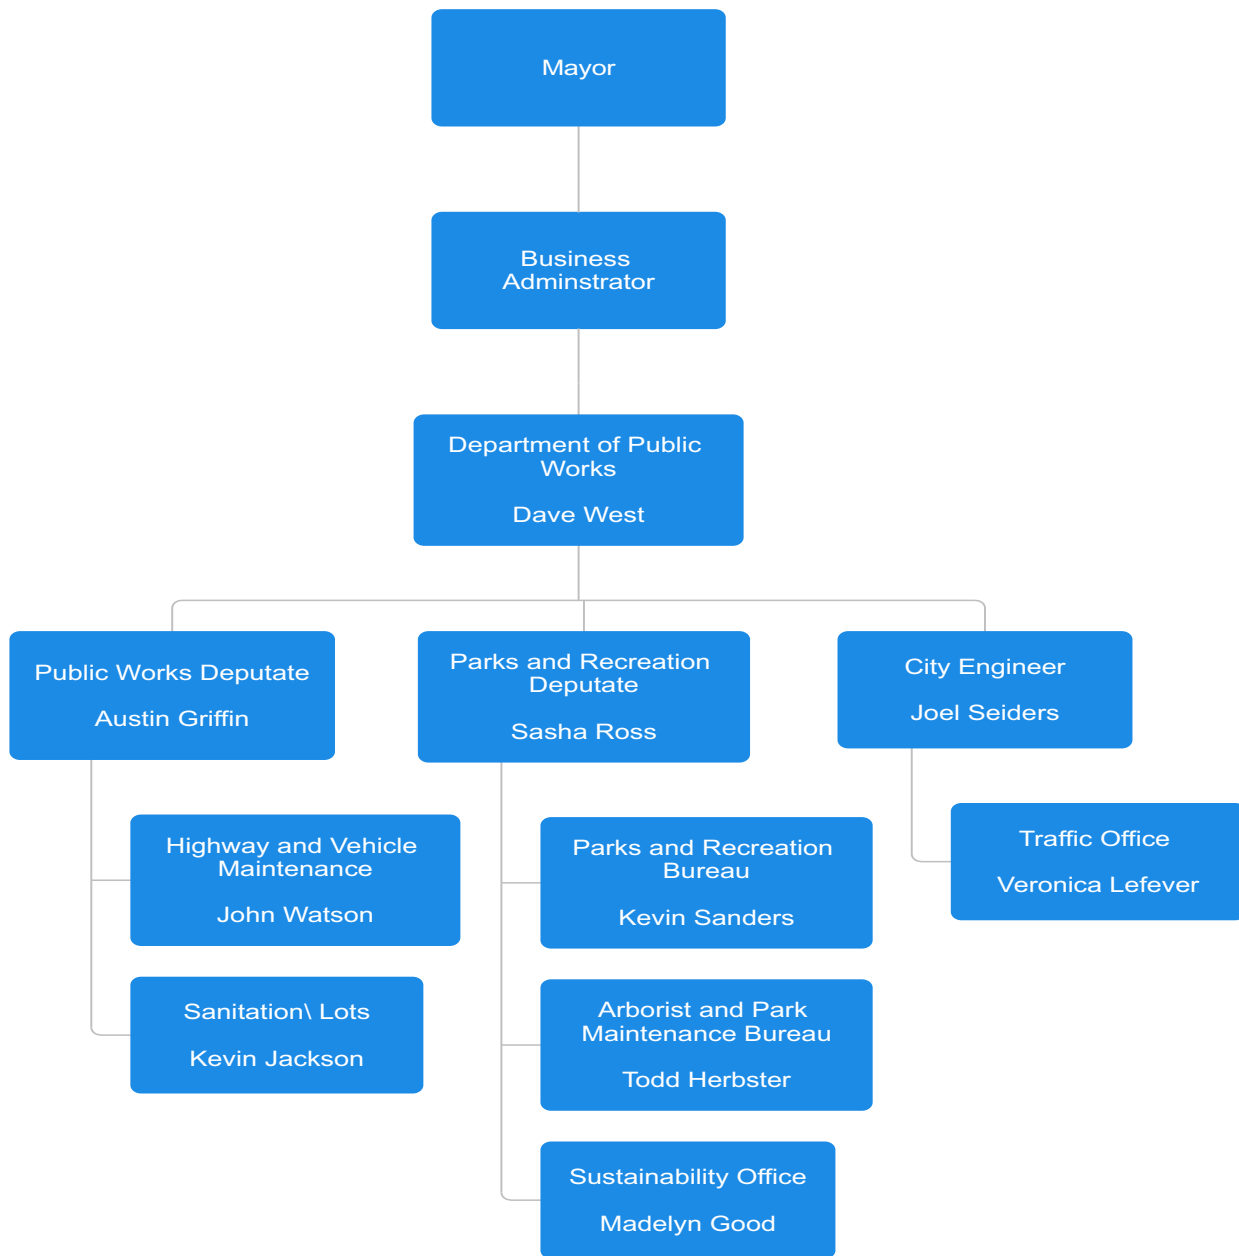 Mayor
Business
Adminstrator
Department of Public
Works
Dave West
Public Works Deputate
Austin Griffin
Parks and Recreation
Deputate
Sasha Ross
City Engineer
Joel Seiders
Highway and Vehicle
Maintenance
John Watson
Sanitation\ Lots
Kevin Jackson
Parks and Recreation
Bureau
Kevin Sanders
Arborist and Park
Maintenance Bureau
Todd Herbster
Sustainability Office
Madelyn Good
Traffic Office
Veronica Lefever